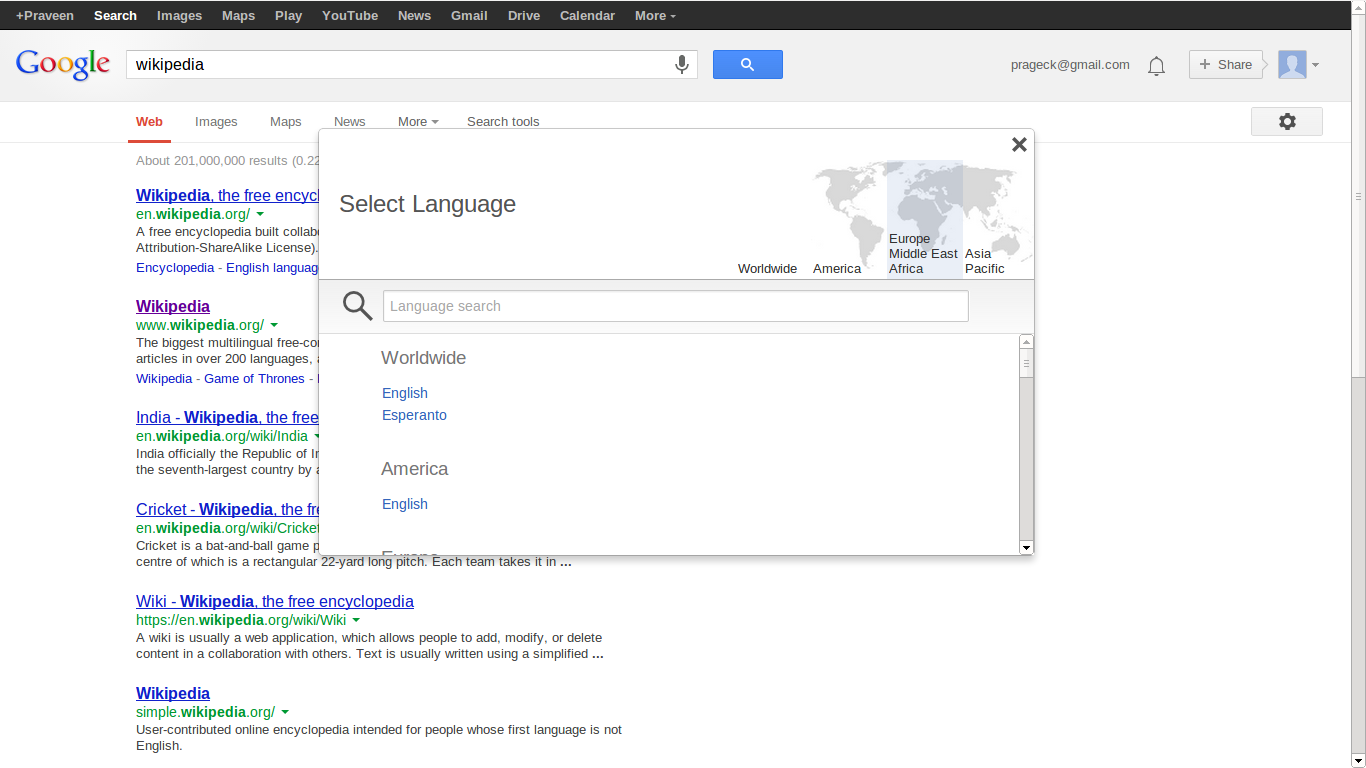 +Praveen Search Images Maps Play YouTube News Gmail Drive Calendar More
Google
wikipedia
prageck@gmail.com
+ Share
Web Images Maps News More Search tools
About 201,000,000 results (0.22
Wikipedia, the free encycl
en.wikipedia.org/
A free encyclopedia built collabo
Attribution-ShareAlike License).
Encyclopedia - English languag
Wikipedia
www.wikipedia.org/
The biggest multilingual free-co
articles in over 200 languages,
Wikipedia - Game of Thrones -
India - Wikipedia, the free
en.wikipedia.org/wiki/India
India officially the Republic of I
the seventh-largest country by a
Cricket - Wikipedia, the fr
en.wikipedia.org/wiki/Cricket
Cricket is a bat-and-ball game p
centre of which is a rectangular 22-yard long pitch. Each team takes it in ...
Wiki - Wikipedia, the free encyclopedia
https://en.wikipedia.org/wiki/Wiki
A wiki is usually a web application, which allows people to add, modify, or delete
content in a collaboration with others. Text is usually written using a simplified ...
Wikipedia
simple.wikipedia.org/
User-contributed online encyclopedia intended for people whose first language is not
English.
Select Language
Worldwide
America
Europe
Middle East
Africa
Asia
Pacific
Language search
Worldwide
English
Esperanto
America
English
Europe